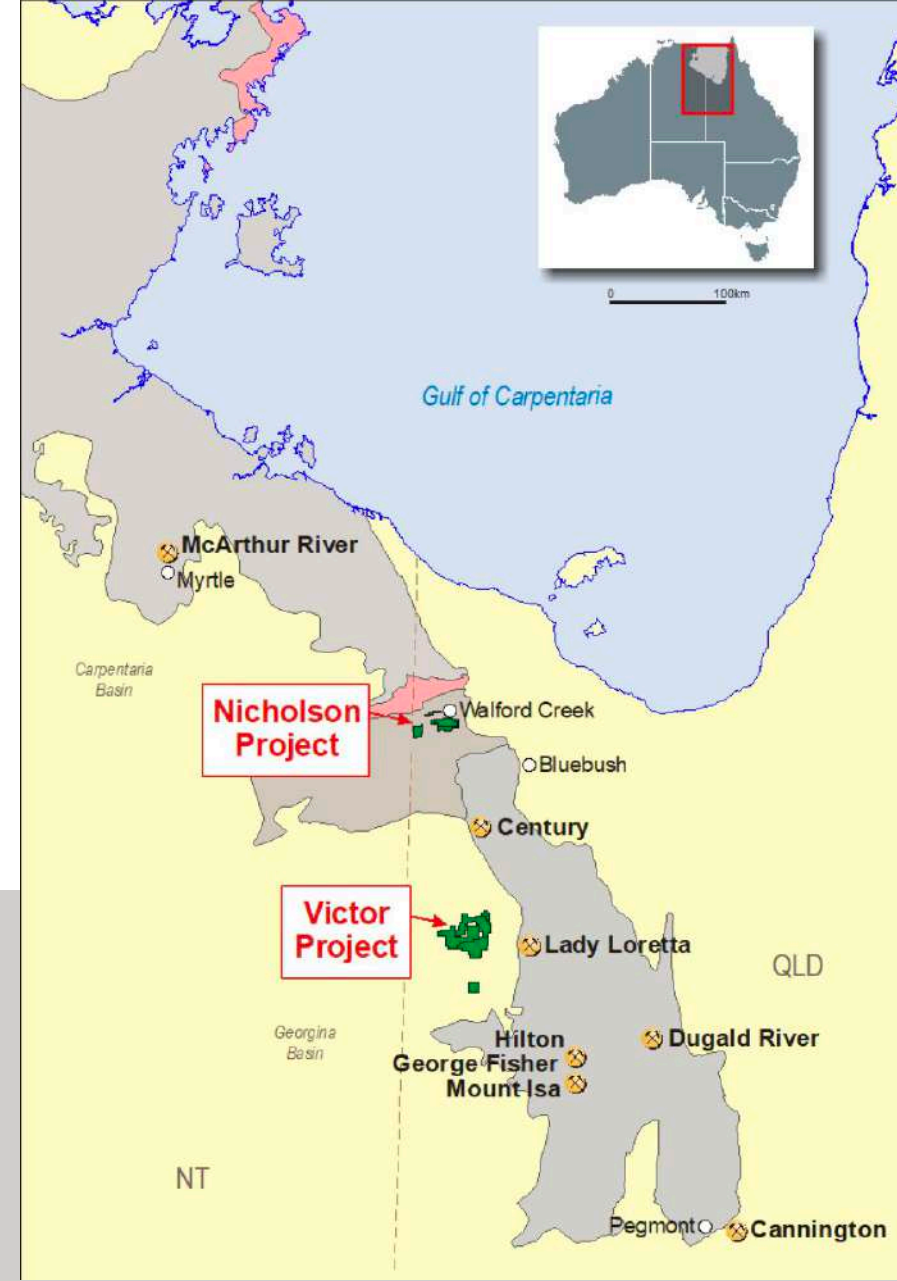 0 100km
Gulf of Carpentaria
McArthur River
Myrtle
Carpentaria
Basin
Nicholson
Project
Walford Creek
Bluebush
Century
Victor
Project
Lady Loretta
QLD
Georgina
Basin
Hilton
George Fisher
Mount Isa
Dugald River
NT
Pegmont
Cannington